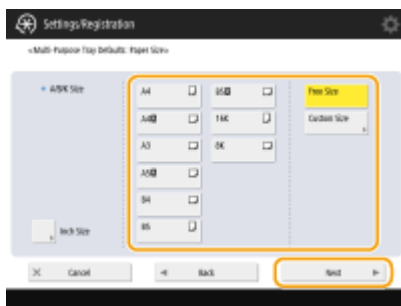 Settings/Registration
<Multi-Purpose Tray Defaults: Paper Size>
A/B/K Size
A4
A4R
A3
A5R
B4
B5
B5R
16K
8K
Free Size
Custom Size
Inch Size
Cancel
Back
Next